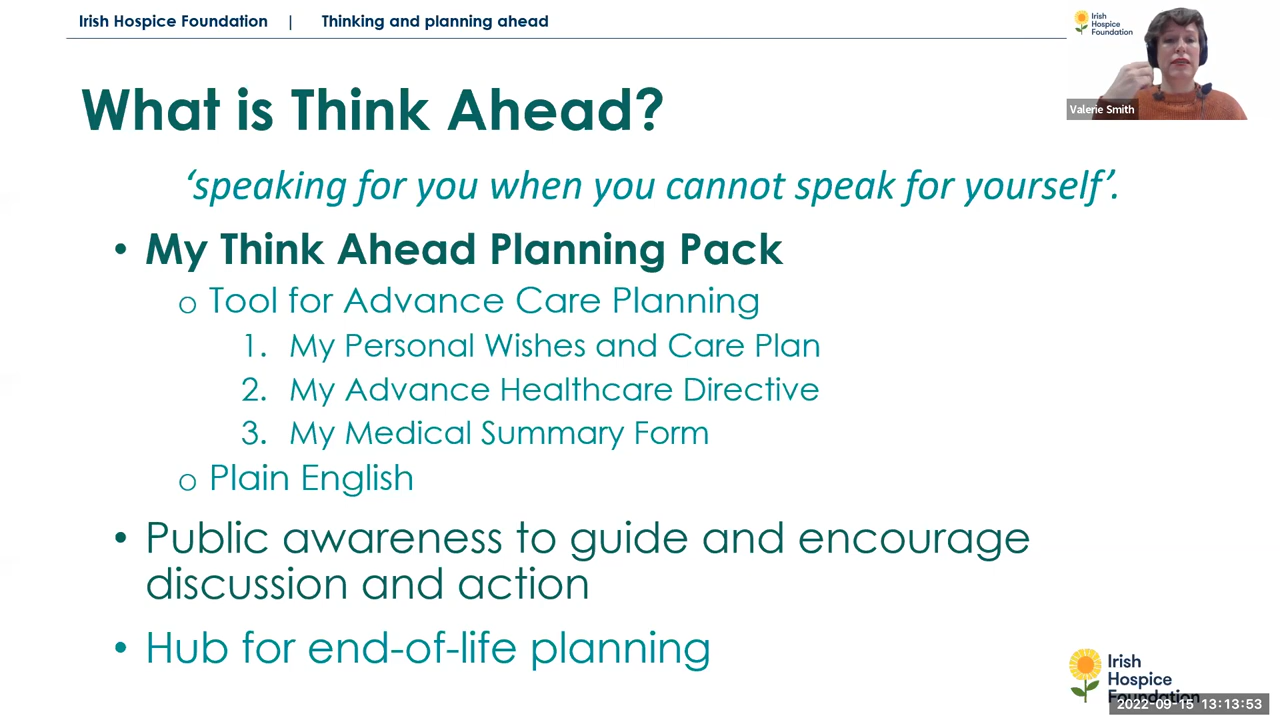 Irish Hospice Foundation | Thinking and planning ahead
Irish
Hospice
Foundation
Valerie Smith
What is Think Ahead?
‘speaking for you when you cannot speak for yourself’.
• My Think Ahead Planning Pack
o Tool for Advance Care Planning
1. My Personal Wishes and Care Plan
2. My Advance Healthcare Directive
3. My Medical Summary Form
o Plain English
• Public awareness to guide and encourage
discussion and action
• Hub for end-of-life planning
Irish
Hospice
Foundation
2022-09-15 13:13:53